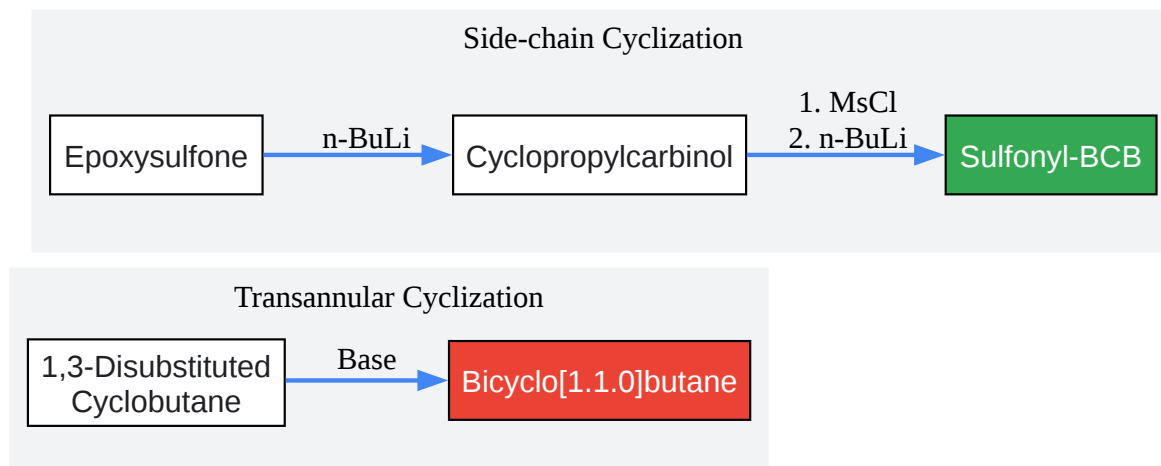 Side-chain Cyclization
Epoxysulfone
n-BuLi
Cyclopropylcarbinol
1. MsCl
2. n-BuLi
Sulfonyl-BCB
Transannular Cyclization
1,3-Disubstituted
Cyclobutane
Base
Bicyclo[1.1.0]butane